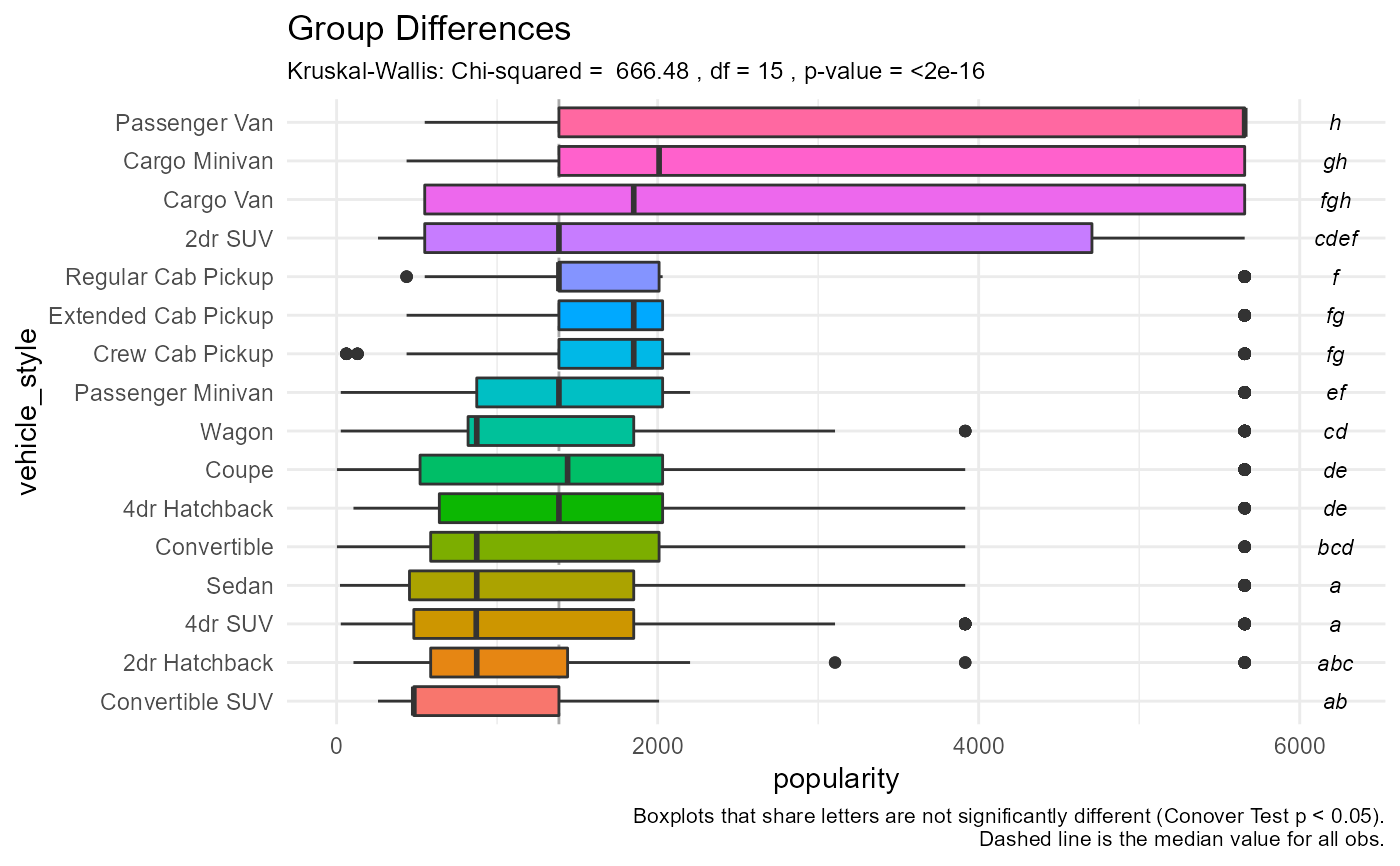 Group Differences
Kruskal-Wallis: Chi-squared =  666.48 , df = 15 , p-value = <2e-16
vehicle_style
Passenger Van h
Cargo Minivan gh
Cargo Van fgh
2dr SUV cdef
Regular Cab Pickup f
Extended Cab Pickup fg
Crew Cab Pickup fg
Passenger Minivan ef
Wagon cd
Coupe de
4dr Hatchback de
Convertible bcd
Sedan a
4dr SUV a
2dr Hatchback abc
Convertible SUV ab
0 2000 4000 6000
popularity
Boxplots that share letters are not significantly different (Conover Test p < 0.05).
Dashed line is the median value for all obs.